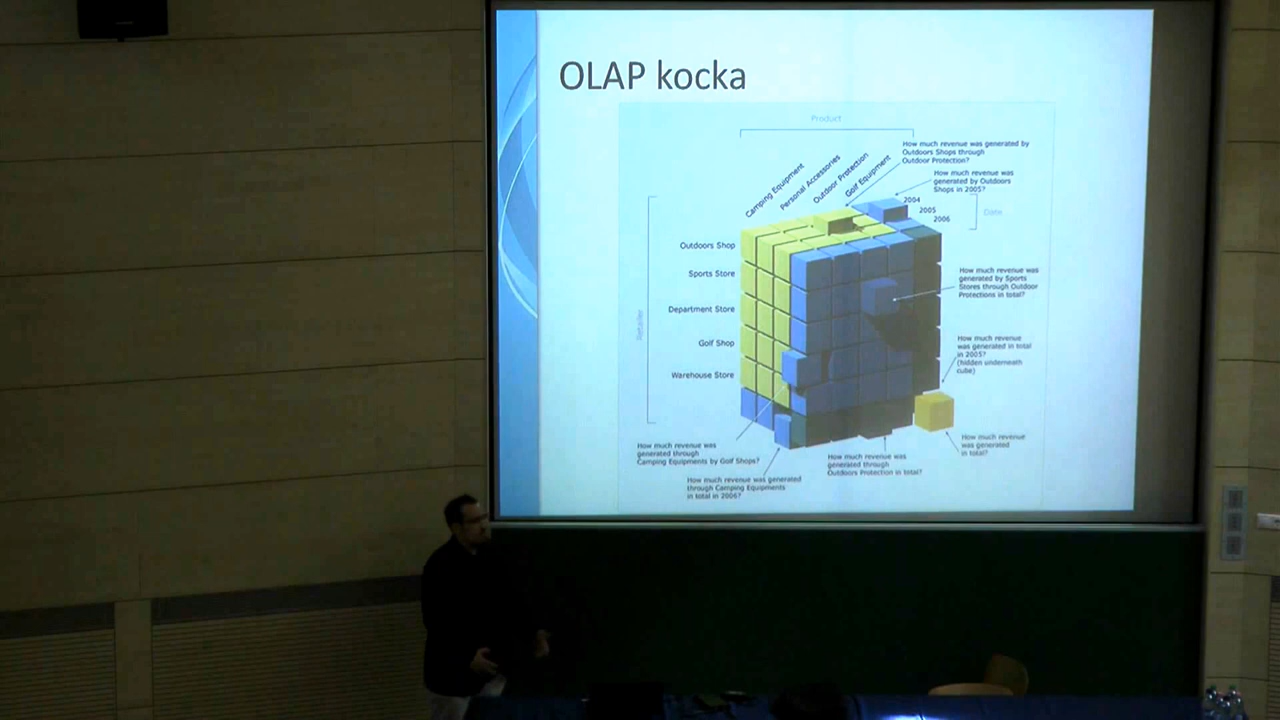 OLAP kocka
Product
Camping Equipment
Personal Accessories
Outdoor Protection
Golf Equipment
How much revenue was generated by
Outdoors Shops through
Outdoor Protection?
How much revenue was
generated by Outdoors
Shops in 2005?
2004
2005
2006
Date
Retailer
Outdoors Shop
Sports Store
Department Store
Golf Shop
Warehouse Store
How much revenue was
generated by Sports
Stores through Outdoor
Protections in total?
How much revenue
was generated in total
in 2005?
(hidden underneath
cube)
How much revenue
was generated
in total?
How much revenue was
generated through
Camping Equipments by Golf Shops?
How much revenue was generated
through Camping Equipments
in total in 2006?
How much revenue was
generated through
Outdoors Protection in total?